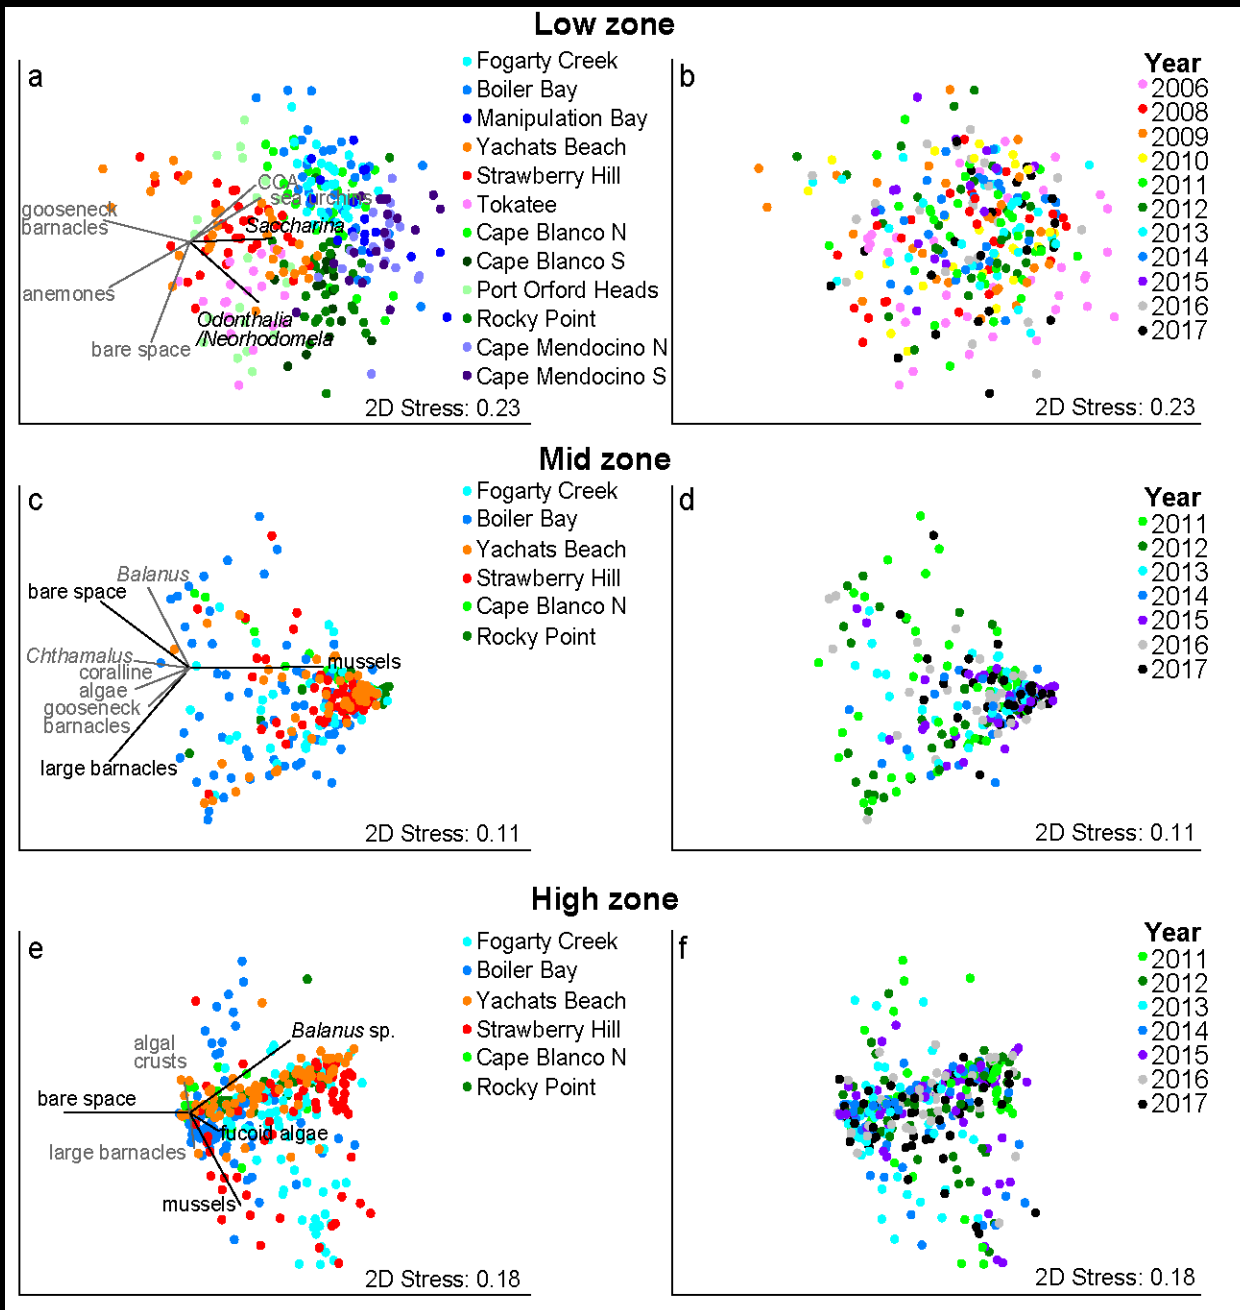 Low zone
a
Fogarty Creek
Boiler Bay
Manipulation Bay
Yachats Beach
Strawberry Hill
Tokatee
Cape Blanco N
Cape Blanco S
Port Orford Heads
Rocky Point
Cape Mendocino N
Cape Mendocino S
CCA
sea urchins
gooseneck
barnacles
Saccharina
anemones
Odonthalia
/Neorhodomela
bare space
2D Stress: 0.23
b
Year
2006
2008
2009
2010
2011
2012
2013
2014
2015
2016
2017
2D Stress: 0.23
Mid zone
c
Fogarty Creek
Boiler Bay
Yachats Beach
Strawberry Hill
Cape Blanco N
Rocky Point
Balanus
bare space
Chthamalus
mussels
coralline
algae
gooseneck
barnacles
large barnacles
2D Stress: 0.11
d
Year
2011
2012
2013
2014
2015
2016
2017
2D Stress: 0.11
High zone
e
Fogarty Creek
Boiler Bay
Yachats Beach
Strawberry Hill
Cape Blanco N
Rocky Point
Balanus sp.
algal
crusts
bare space
fucoid algae
large barnacles
mussels
2D Stress: 0.18
f
Year
2011
2012
2013
2014
2015
2016
2017
2D Stress: 0.18